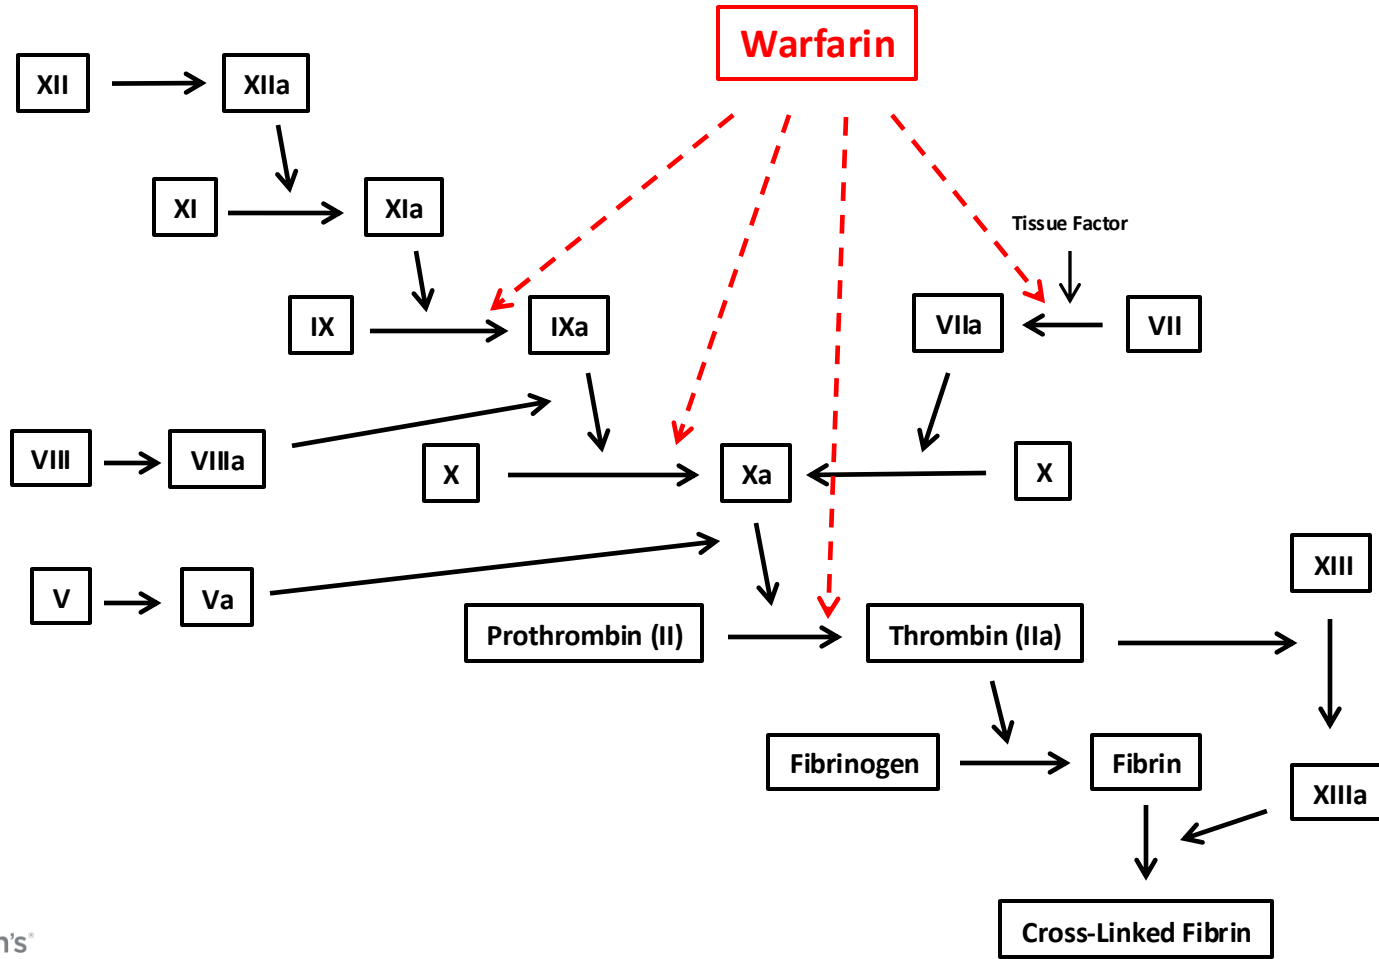 Warfarin
XII
XIIa
XI
XIa
Tissue Factor
IX
IXa
VIIa
VII
VIII
VIIIa
X
Xa
X
V
Va
XIII
Prothrombin (II)
Thrombin (IIa)
Fibrinogen
Fibrin
XIIIa
Cross-Linked Fibrin
n's®